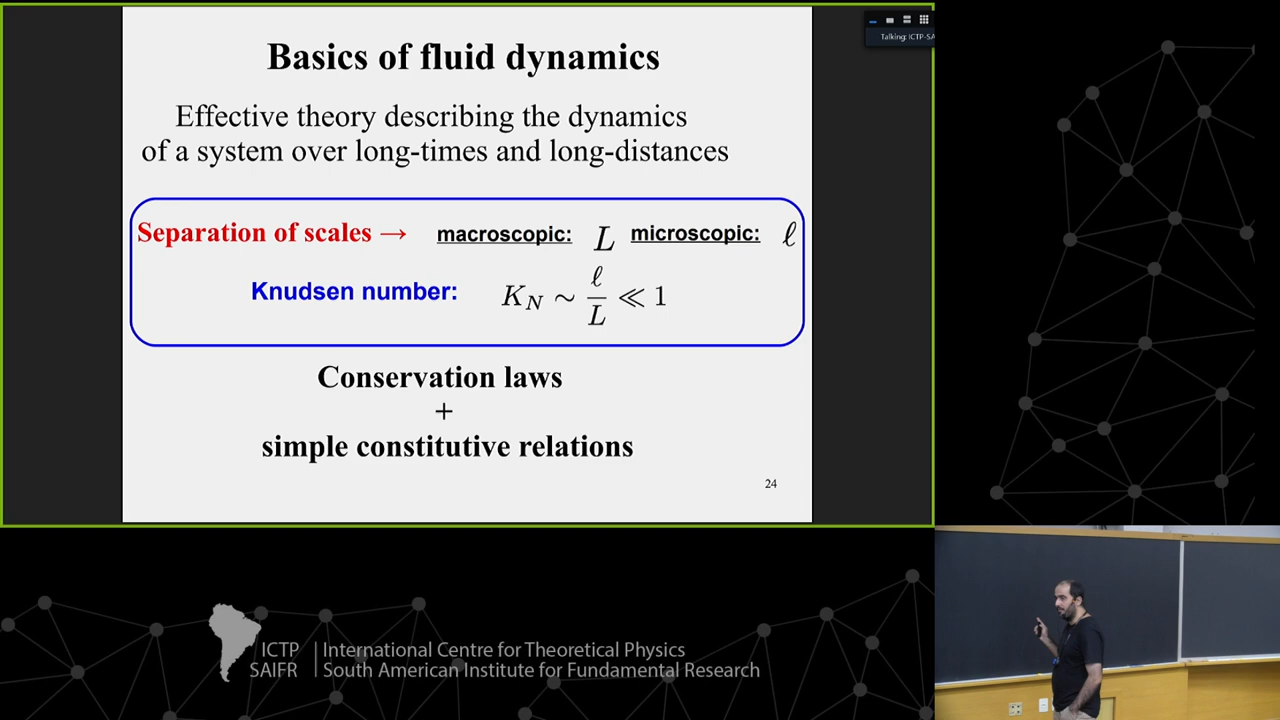 Basics of fluid dynamics
Effective theory describing the dynamics
of a system over long-times and long-distances
Separation of scales → macroscopic: L microscopic: ℓ
Knudsen number: K_N ∼ ℓ/L ≪ 1
Conservation laws
+
simple constitutive relations
24
Talking: ICTP-SA
ICTP
SAIFR
International Centre for Theoretical Physics
South American Institute for Fundamental Research